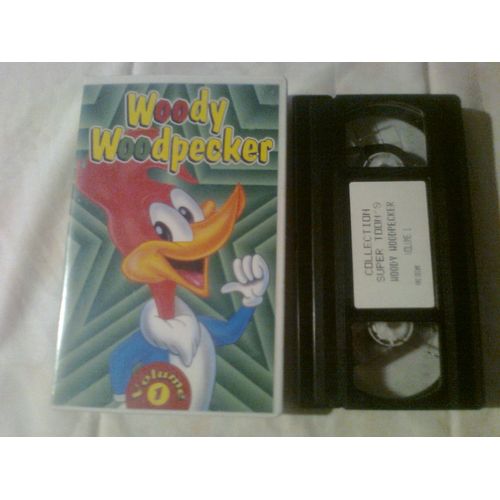 Woody
Woodpecker
Volume
1
COLLECTION
SUPER TOON'S
WOODY WOODPECKER
VOLUME 1